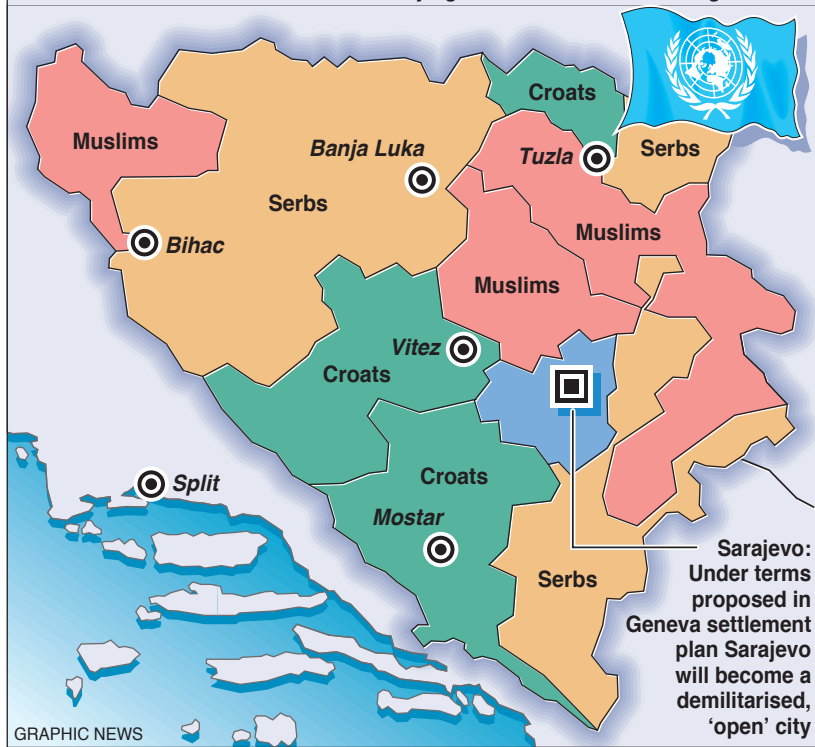 Croats
Muslims
Banja Luka
Tuzla
Serbs
Serbs
Bihac
Muslims
Muslims
Vitez
Croats
Split
Croats
Mostar
Serbs
Sarajevo:
Under terms
proposed in
Geneva settlement
plan Sarajevo
will become a
demilitarised,
‘open’ city
GRAPHIC NEWS